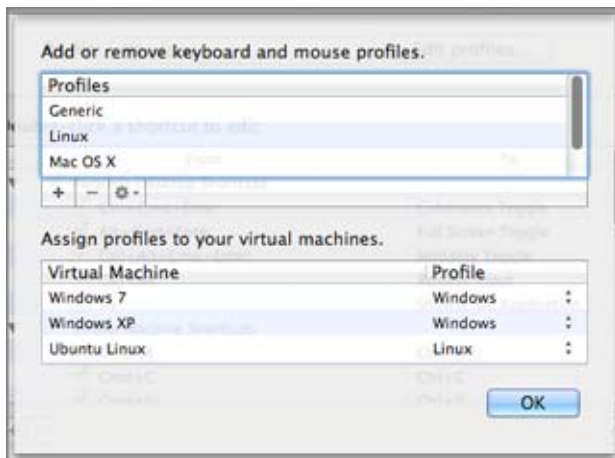 Add or remove keyboard and mouse profiles.
Profiles
Generic
Linux
Mac OS X
+ −
Assign profiles to your virtual machines.
Virtual Machine Profile
Windows 7 Windows
Windows XP Windows
Ubuntu Linux Linux
OK